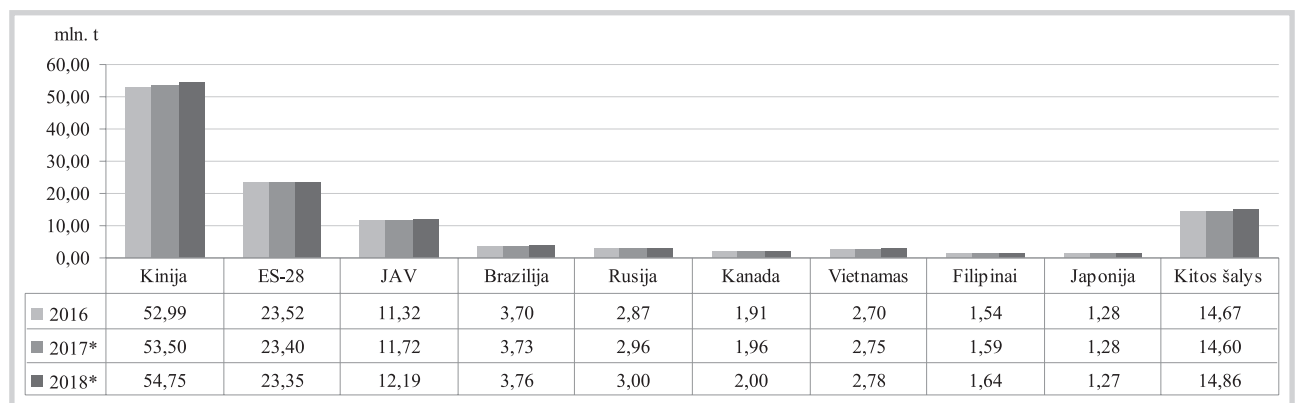 mln. t
60,00
50,00
40,00
30,00
20,00
10,00
0,00
Kinija ES-28 JAV Brazilija Rusija Kanada Vietnamas Filipinai Japonija Kitos šalys
2016 52,99 23,52 11,32 3,70 2,87 1,91 2,70 1,54 1,28 14,67
2017* 53,50 23,40 11,72 3,73 2,96 1,96 2,75 1,59 1,28 14,60
2018* 54,75 23,35 12,19 3,76 3,00 2,00 2,78 1,64 1,27 14,86